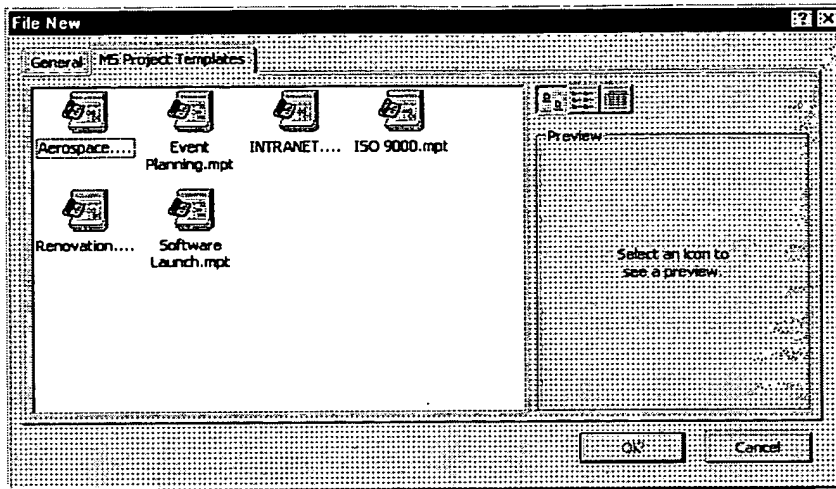 File New
General MS Project Templates
Aerospace.... Event Planning.mpt INTRANET.... ISO 9000.mpt
Preview
Renovation.... Software Launch.mpt
Select an icon to
see a preview.
OK Cancel